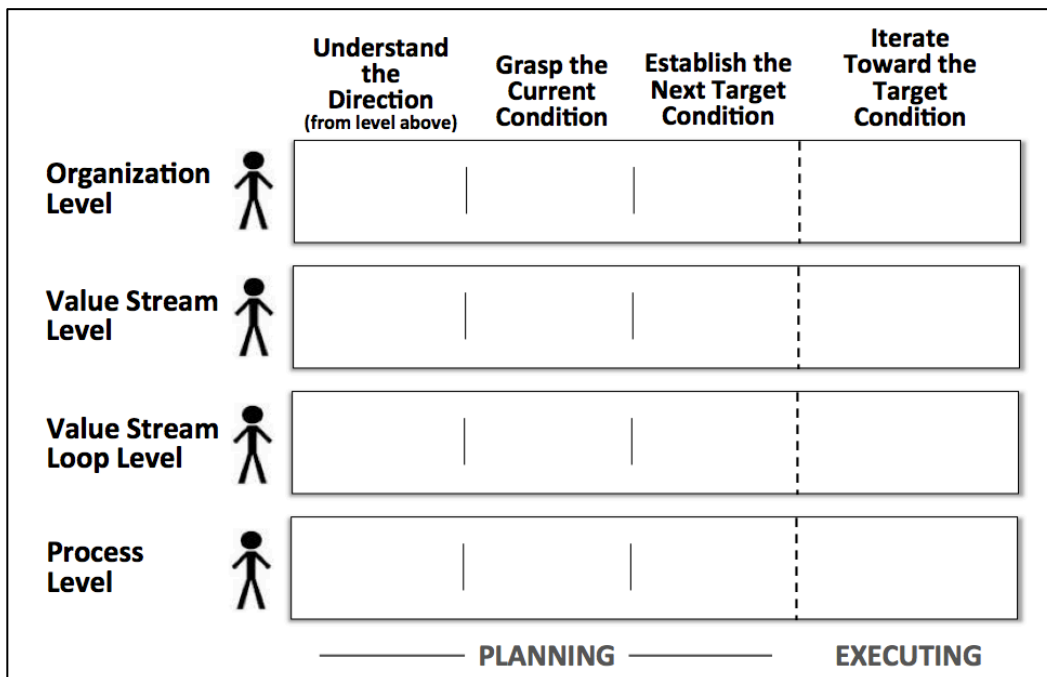 Understand
the
Direction
(from level above)
Grasp the
Current
Condition
Establish the
Next Target
Condition
Iterate
Toward the
Target
Condition
Organization
Level
Value Stream
Level
Value Stream
Loop Level
Process
Level
PLANNING
EXECUTING